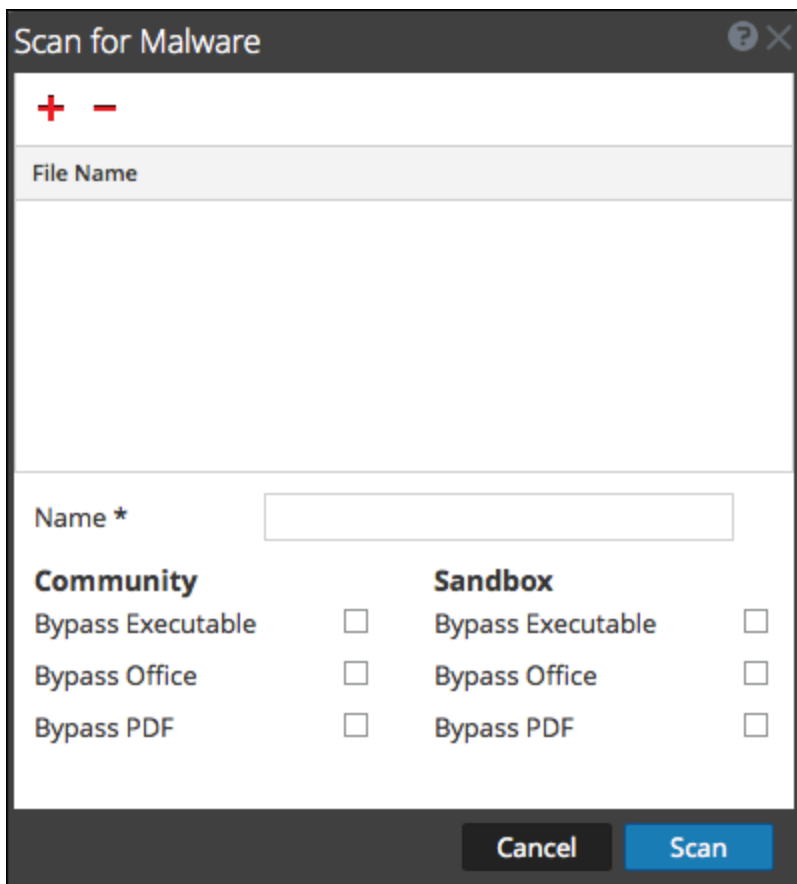 Scan for Malware
File Name
Name *
Community Sandbox
Bypass Executable Bypass Executable
Bypass Office Bypass Office
Bypass PDF Bypass PDF
Cancel Scan